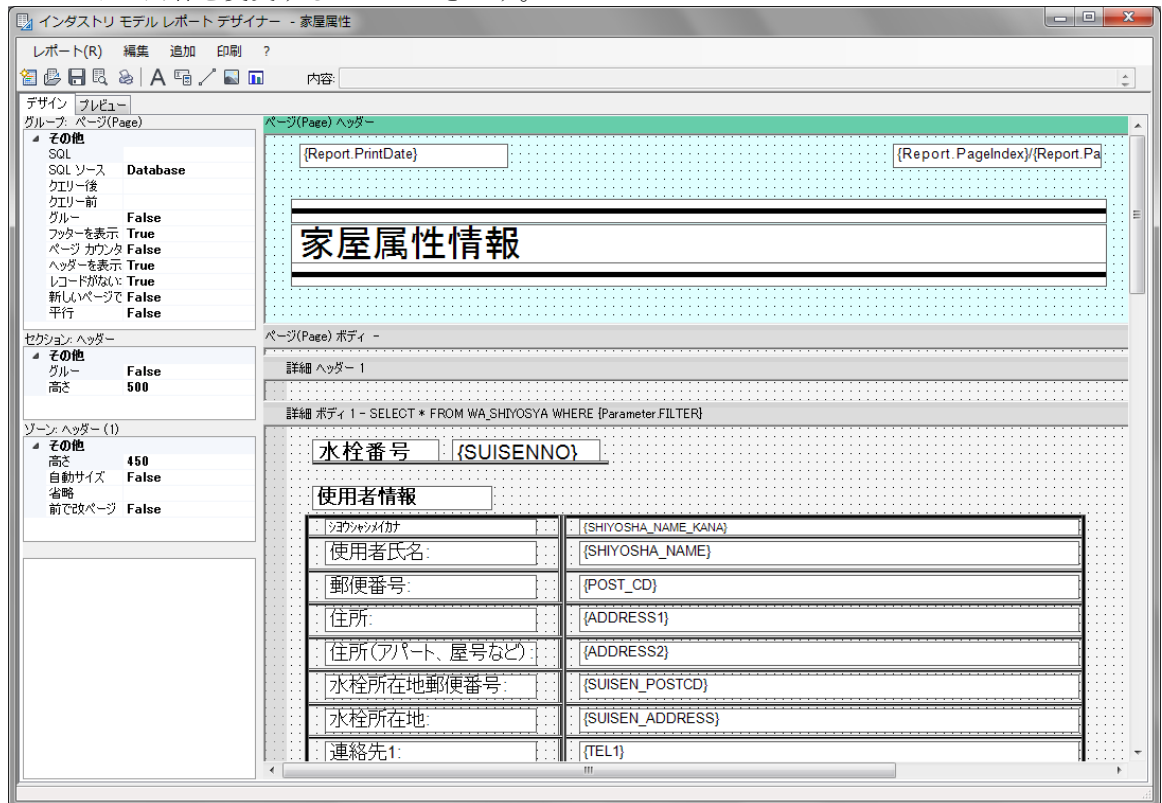 インダストリ モデル レポート デザイナー - 家屋属性
レポート(R) 編集 追加 印刷 ?
内容:
デザイン プレビュー
グループ: ページ(Page)
その他
SQL
SQL ソース Database
クエリー後
クエリー前
グルー False
フッターを表示 True
ページ カウンタ False
ヘッダーを表示 True
レコードがない: True
新しいページで False
平行 False
セクション: ヘッダー
その他
グルー False
高さ 500
ゾーン: ヘッダー (1)
その他
高さ 450
自動サイズ False
省略
前で改ページ False
ページ(Page) ヘッダー
{Report.PrintDate} {Report.PageIndex}/{Report.Pa
家屋属性情報
ページ(Page) ボディ -
詳細 ヘッダー 1
詳細 ボディ 1 - SELECT * FROM WA_SHIYOSYA WHERE {Parameter.FILTER}
水栓番号 {SUISENNO}
使用者情報
ｼﾖｳｼｬｼﾒｲｶﾅ {SHIYOSHA_NAME_KANA}
使用者氏名: {SHIYOSHA_NAME}
郵便番号: {POST_CD}
住所: {ADDRESS1}
住所(アパート、屋号など): {ADDRESS2}
水栓所在地郵便番号: {SUISEN_POSTCD}
水栓所在地: {SUISEN_ADDRESS}
連絡先1: {TEL1}